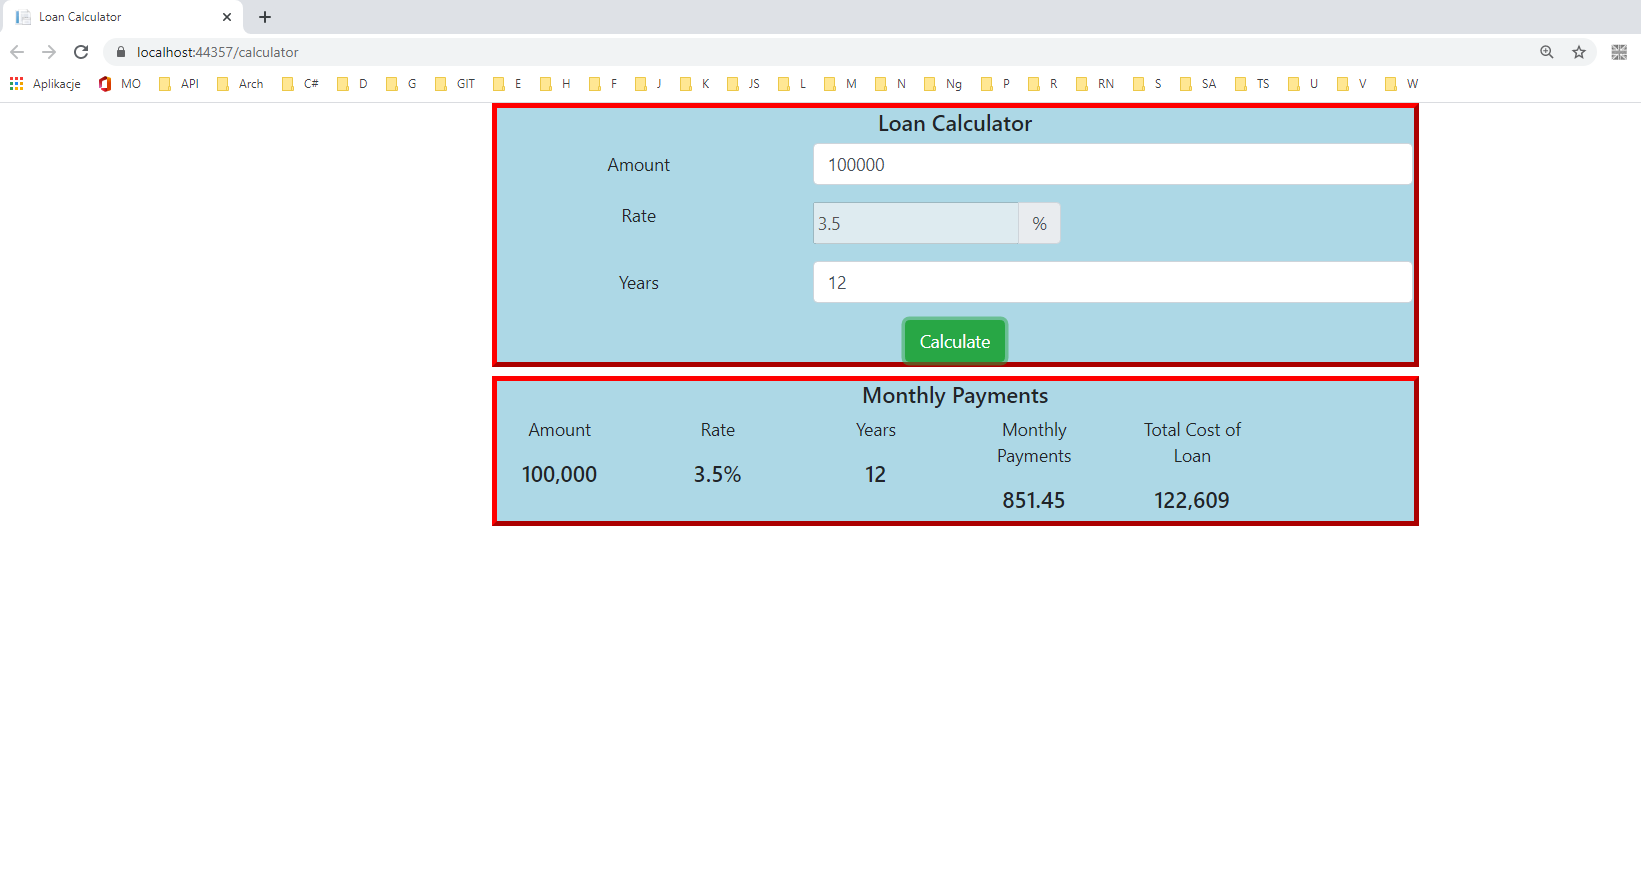 Loan Calculator
localhost:44357/calculator
Aplikacje MO API Arch C# D G GIT E H F J K JS L M N Ng P R RN S SA TS U V W
Loan Calculator
Amount 100000
Rate 3.5 %
Years 12
Calculate
Monthly Payments
Amount Rate Years Monthly Payments Total Cost of Loan
100,000 3.5% 12 851.45 122,609